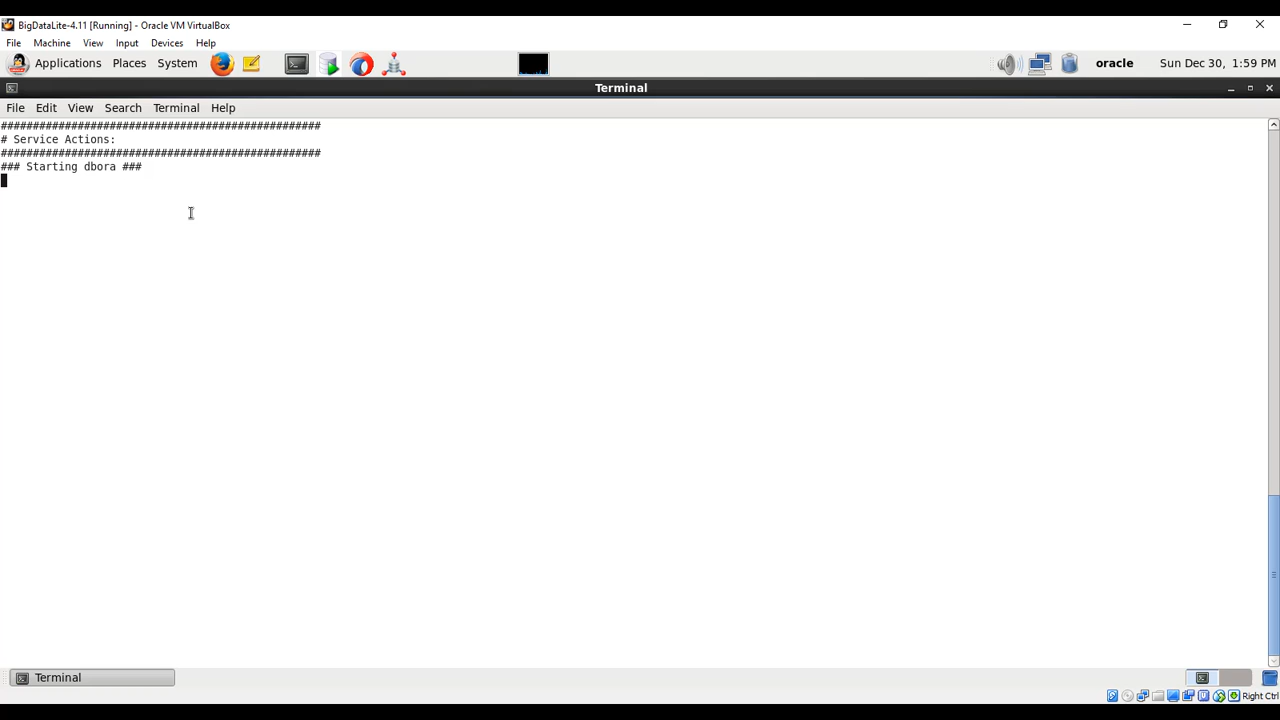 BigDataLite-4.11 [Running] - Oracle VM VirtualBox
File Machine View Input Devices Help
Applications Places System oracle Sun Dec 30, 1:59 PM
Terminal
File Edit View Search Terminal Help
##################################################
# Service Actions:
##################################################
### Starting dbora ###
Terminal
Right Ctrl